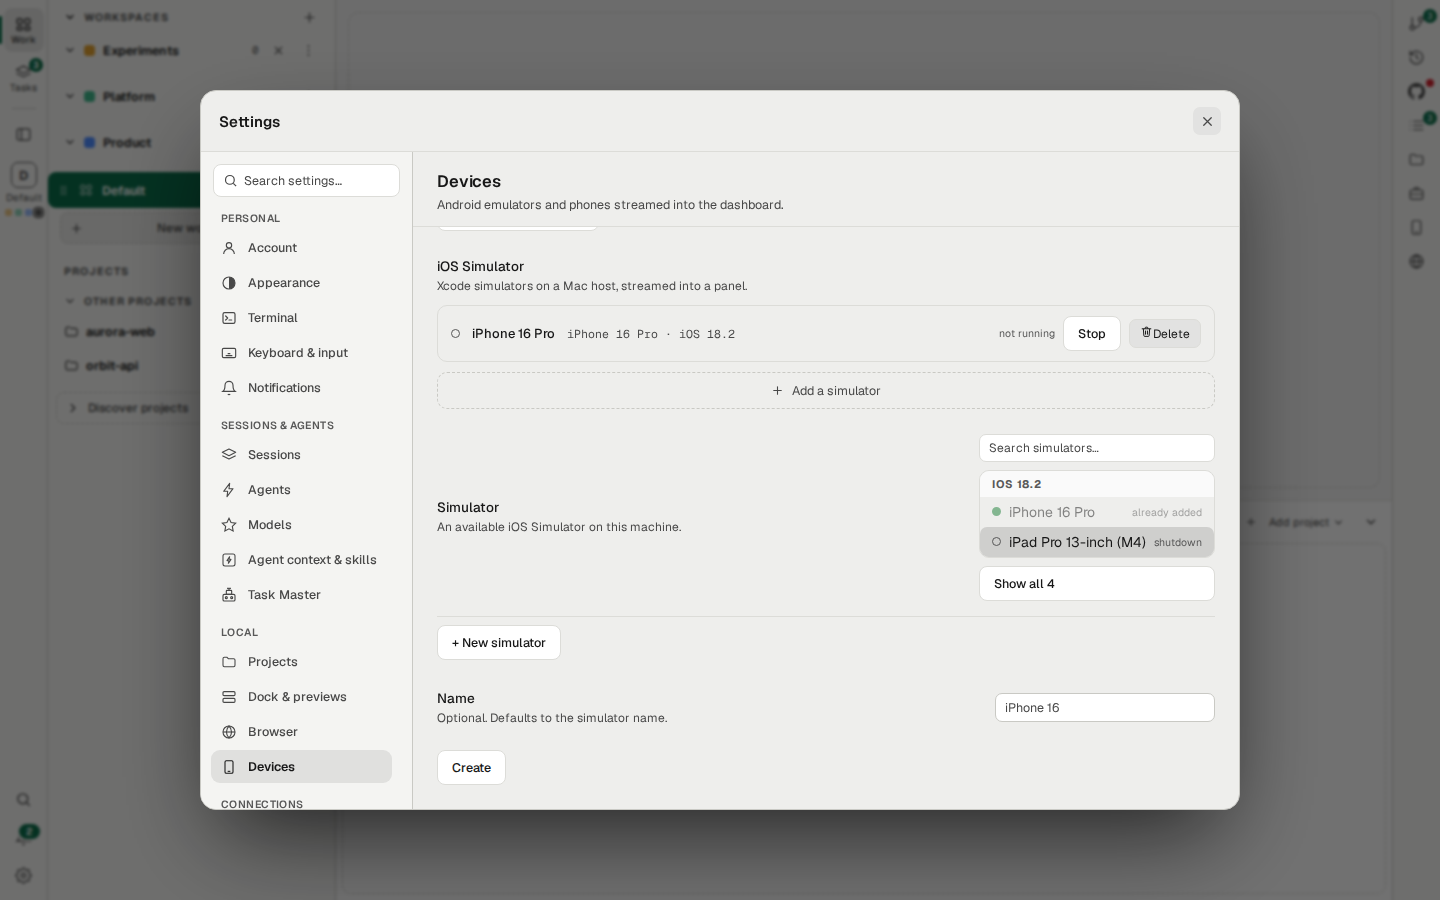 WORKSPACES
Work
Experiments
Tasks
Platform
Product
D
Default
Default
New wo
PROJECTS
OTHER PROJECTS
aurora-web
orbit-api
Discover projects
Add project
Settings
Search settings...
PERSONAL
Account
Appearance
Terminal
Keyboard & input
Notifications
SESSIONS & AGENTS
Sessions
Agents
Models
Agent context & skills
Task Master
LOCAL
Projects
Dock & previews
Browser
Devices
CONNECTIONS
Devices
Android emulators and phones streamed into the dashboard.
iOS Simulator
Xcode simulators on a Mac host, streamed into a panel.
iPhone 16 Pro iPhone 16 Pro · iOS 18.2 not running Stop Delete
+ Add a simulator
Search simulators...
IOS 18.2
iPhone 16 Pro already added
Simulator
An available iOS Simulator on this machine.
iPad Pro 13-inch (M4) shutdown
Show all 4
+ New simulator
Name
Optional. Defaults to the simulator name.
iPhone 16
Create